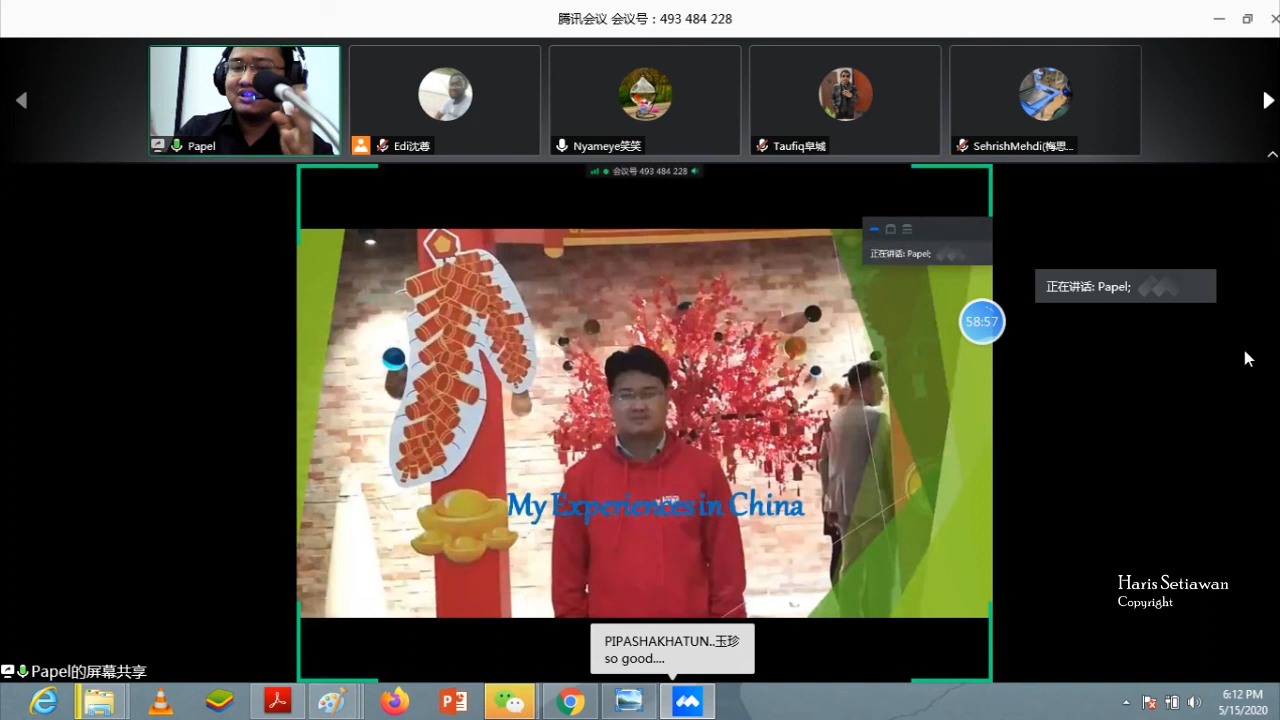 腾讯会议 会议号：493 484 228
Papel
Edi沈蓉
Nyameye笑笑
Taufiq阜城
SehrishMehdi(梅思...
会议号 493 484 228
正在讲话: Papel;
正在讲话: Papel;
58:57
My Experiences in China
Haris Setiawan
Copyright
PIPASHAKHATUN..玉珍
so good....
Papel的屏幕共享
6:12 PM
5/15/2020